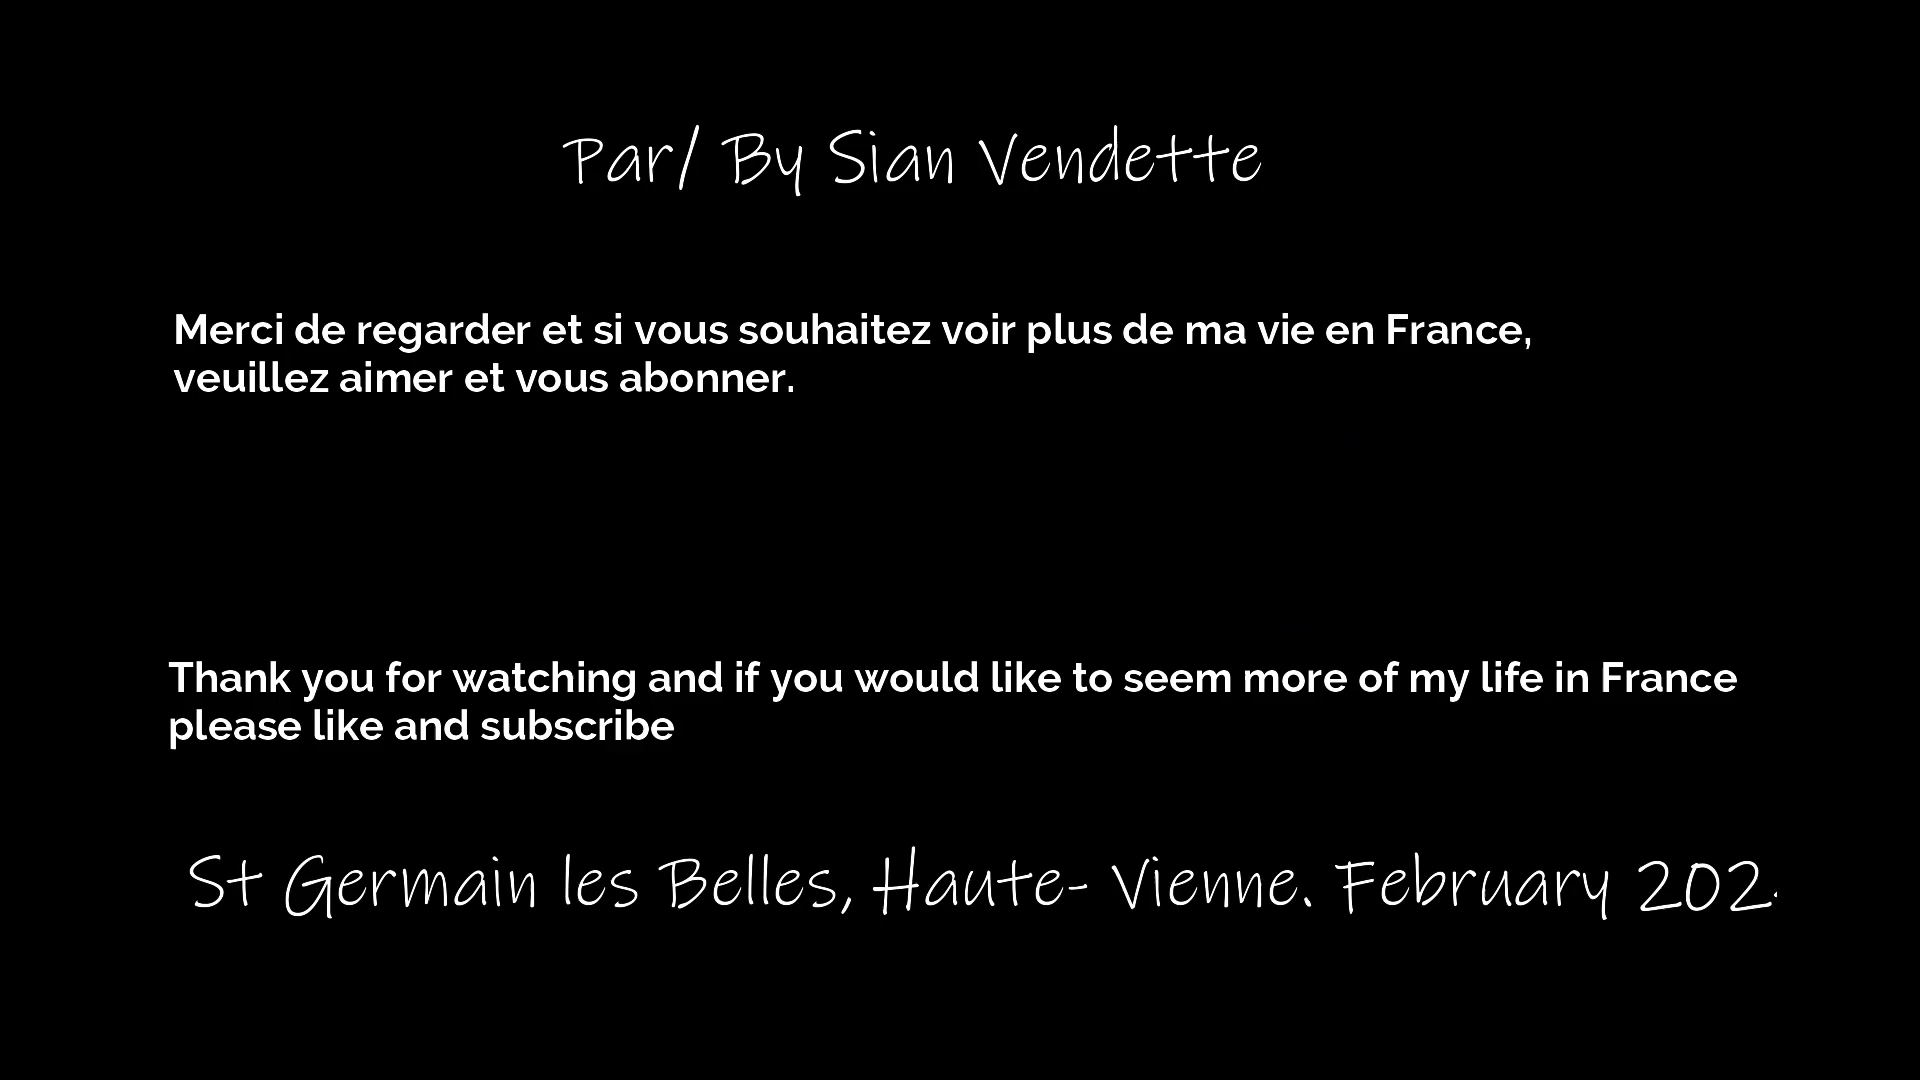 Par/ By Sian Vendette
Merci de regarder et si vous souhaitez voir plus de ma vie en France,
veuillez aimer et vous abonner.
Thank you for watching and if you would like to seem more of my life in France
please like and subscribe
St Germain les Belles, Haute- Vienne. February